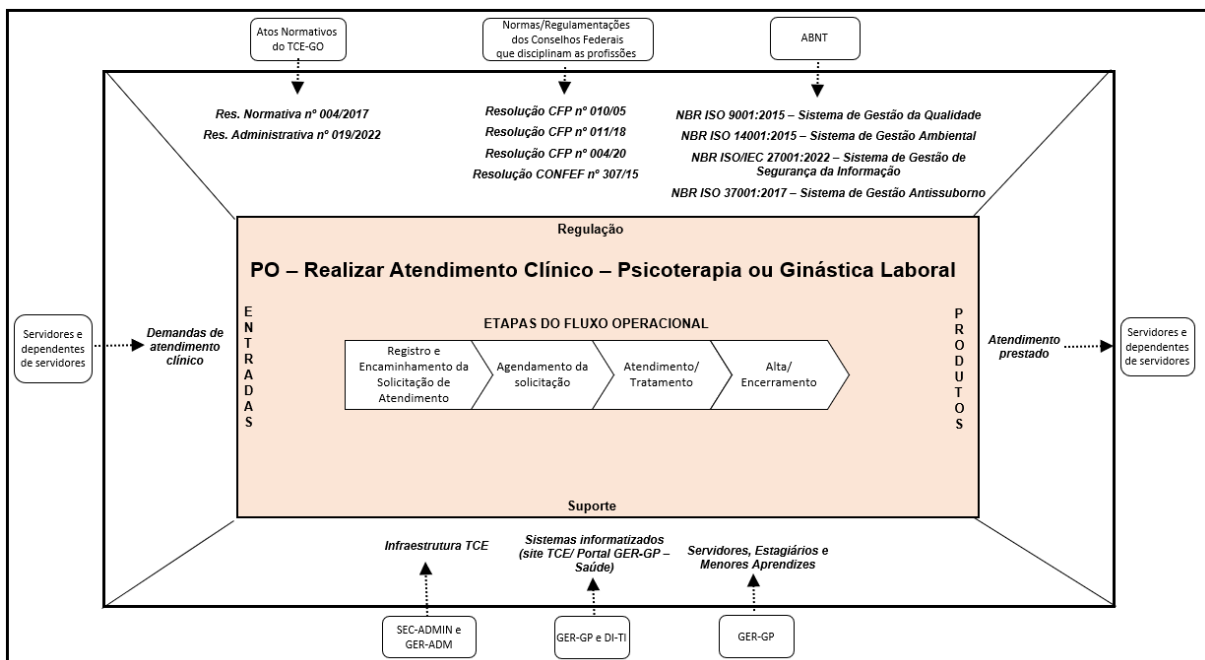 Atos Normativos
do TCE-GO
Normas/Regulamentações
dos Conselhos Federais
que disciplinam as profissões
ABNT
Res. Normativa nº 004/2017
Res. Administrativa nº 019/2022
Resolução CFP nº 010/05
Resolução CFP nº 011/18
Resolução CFP nº 004/20
Resolução CONFEF nº 307/15
NBR ISO 9001:2015 – Sistema de Gestão da Qualidade
NBR ISO 14001:2015 – Sistema de Gestão Ambiental
NBR ISO/IEC 27001:2022 – Sistema de Gestão de
Segurança da Informação
NBR ISO 37001:2017 – Sistema de Gestão Antissuborno
Regulação
PO – Realizar Atendimento Clínico – Psicoterapia ou Ginástica Laboral
Servidores e
dependentes
de servidores
Demandas de
atendimento
clínico
ENTRADAS
ETAPAS DO FLUXO OPERACIONAL
Registro e
Encaminhamento da
Solicitação de
Atendimento
Agendamento da
solicitação
Atendimento/
Tratamento
Alta/
Encerramento
PRODUTOS
Atendimento
prestado
Servidores e
dependentes
de servidores
Suporte
Infraestrutura TCE
Sistemas informatizados
(site TCE/ Portal GER-GP –
Saúde)
Servidores, Estagiários e
Menores Aprendizes
SEC-ADMIN e
GER-ADM
GER-GP e DI-TI
GER-GP